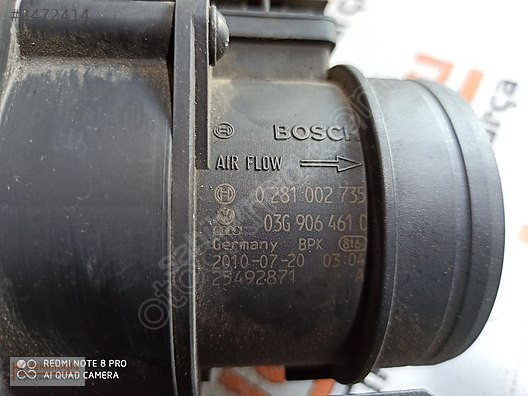 BOSCH
AIR FLOW
0 281 002 735
03G 906 461 C
Germany BPK 816
2010-07-20 03:04
25492871 A
REDMI NOTE 8 PRO
AI QUAD CAMERA